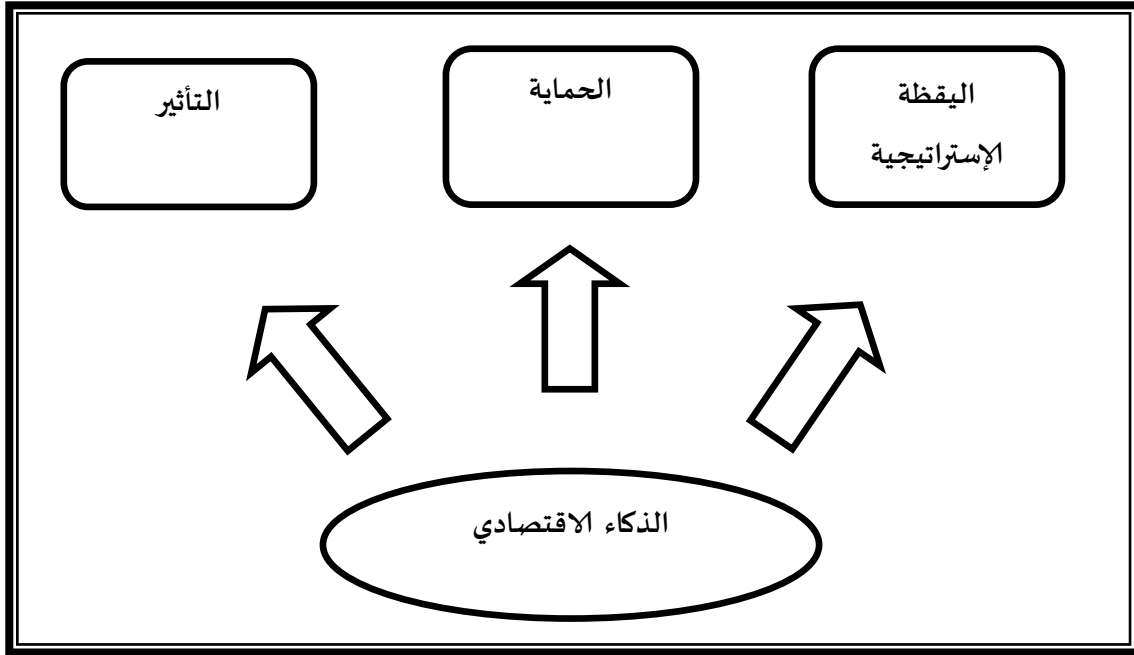 اليقظة
الإستراتيجية
الحماية
التأثير
الذكاء الاقتصادي